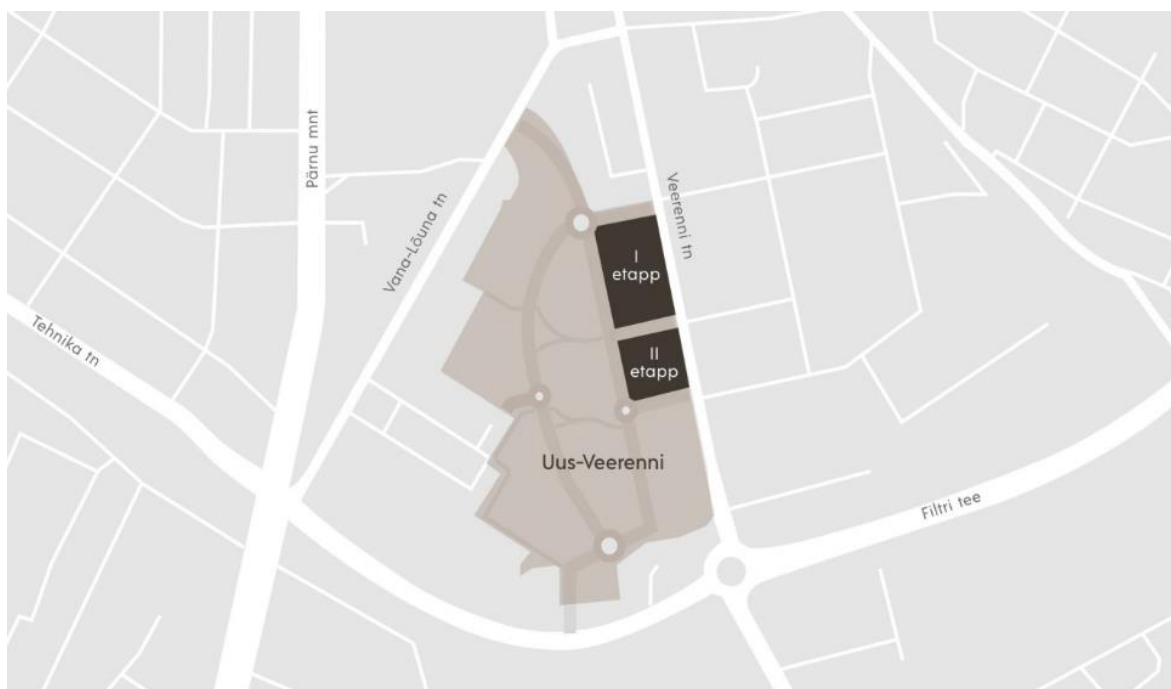 Pärnu mnt
Vana-Lõuna tn
Veerenni tn
I
etapp
Tehnika tn
II
etapp
Uus-Veerenni
Filtri tee